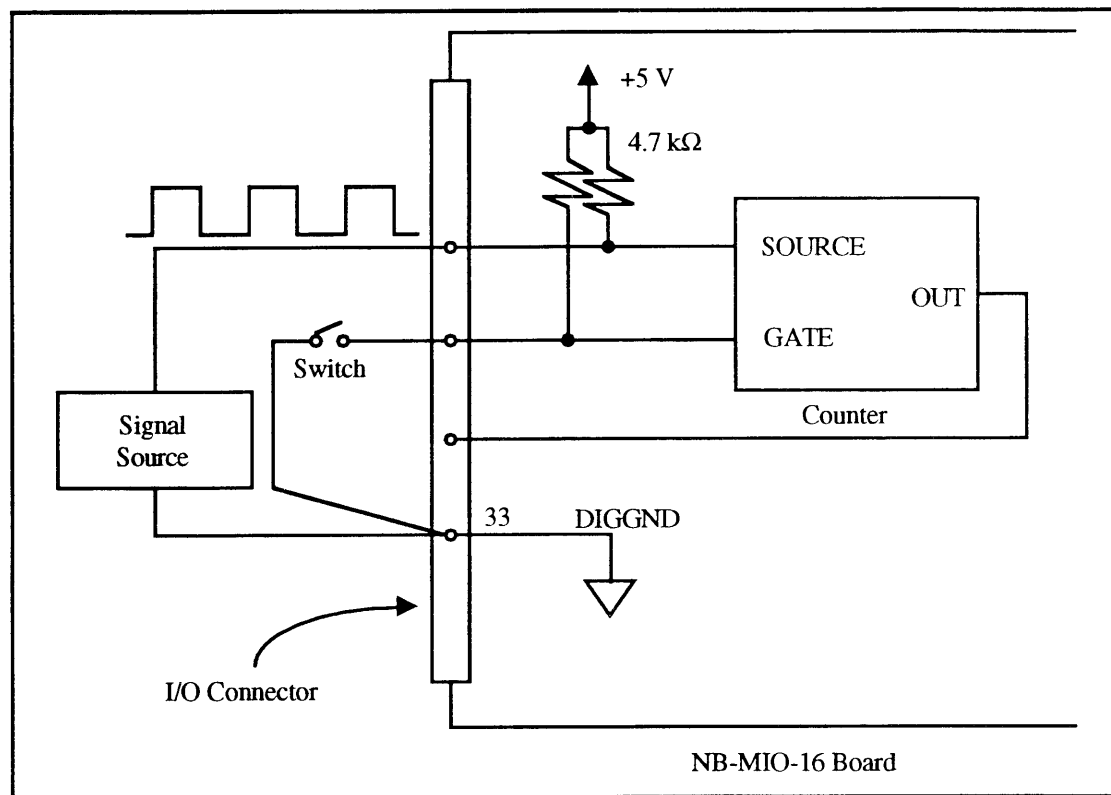 +5 V
4.7 kΩ
SOURCE
OUT
GATE
Switch
Counter
Signal
Source
33 DIGGND
I/O Connector
NB-MIO-16 Board